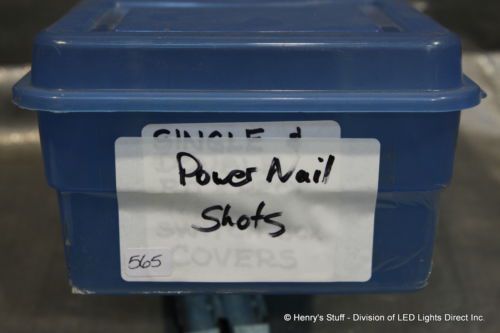 SINGLE &
Power Nail
Shots
COVERS
565
© Henry's Stuff - Division of LED Lights Direct Inc.